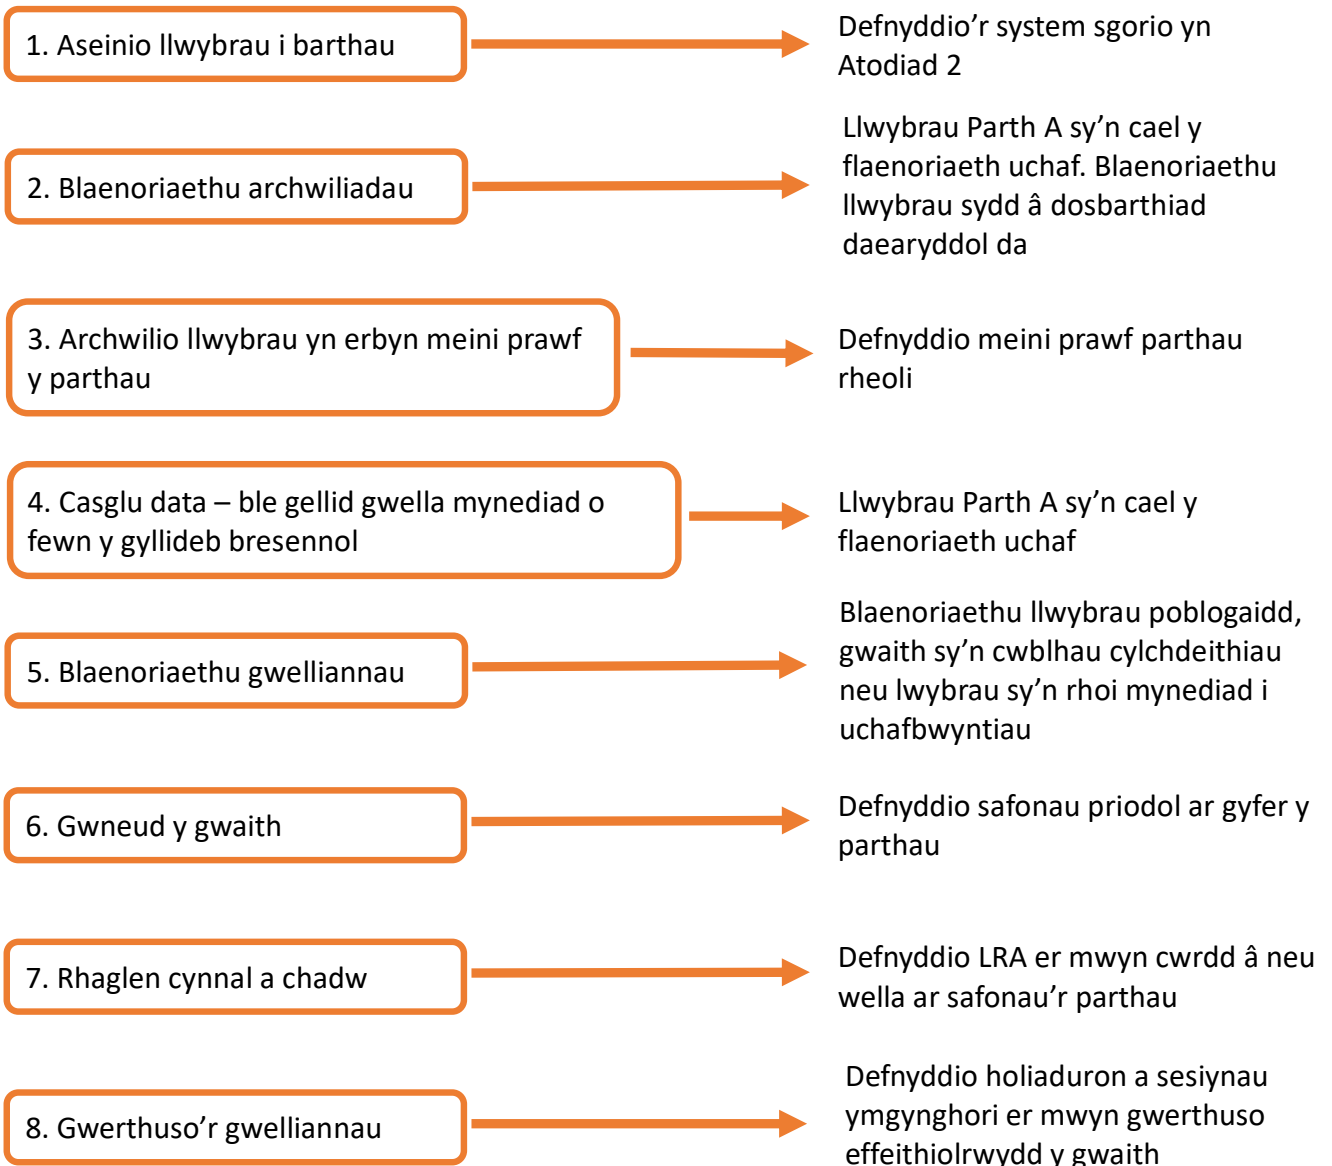 1. Aseinio llwybrau i barthau
Defnyddio’r system sgorio yn
Atodiad 2
2. Blaenoriaethu archwiliadau
Llwybrau Parth A sy’n cael y
flaenoriaeth uchaf. Blaenoriaethu
llwybrau sydd â dosbarthiad
daearyddol da
3. Archwilio llwybrau yn erbyn meini prawf
y parthau
Defnyddio meini prawf parthau
rheoli
4. Casglu data – ble gellid gwella mynediad o
fewn y gyllideb bresennol
Llwybrau Parth A sy’n cael y
flaenoriaeth uchaf
5. Blaenoriaethu gwelliannau
Blaenoriaethu llwybrau poblogaidd,
gwaith sy’n cwblhau cylchdeithiau
neu lwybrau sy’n rhoi mynediad i
uchafbwyntiau
6. Gwneud y gwaith
Defnyddio safonau priodol ar gyfer y
parthau
7. Rhaglen cynnal a chadw
Defnyddio LRA er mwyn cwrdd â neu
wella ar safonau’r parthau
8. Gwerthuso’r gwelliannau
Defnyddio holiaduron a sesiynau
ymgynghori er mwyn gwerthuso
effeithiolrwydd y gwaith